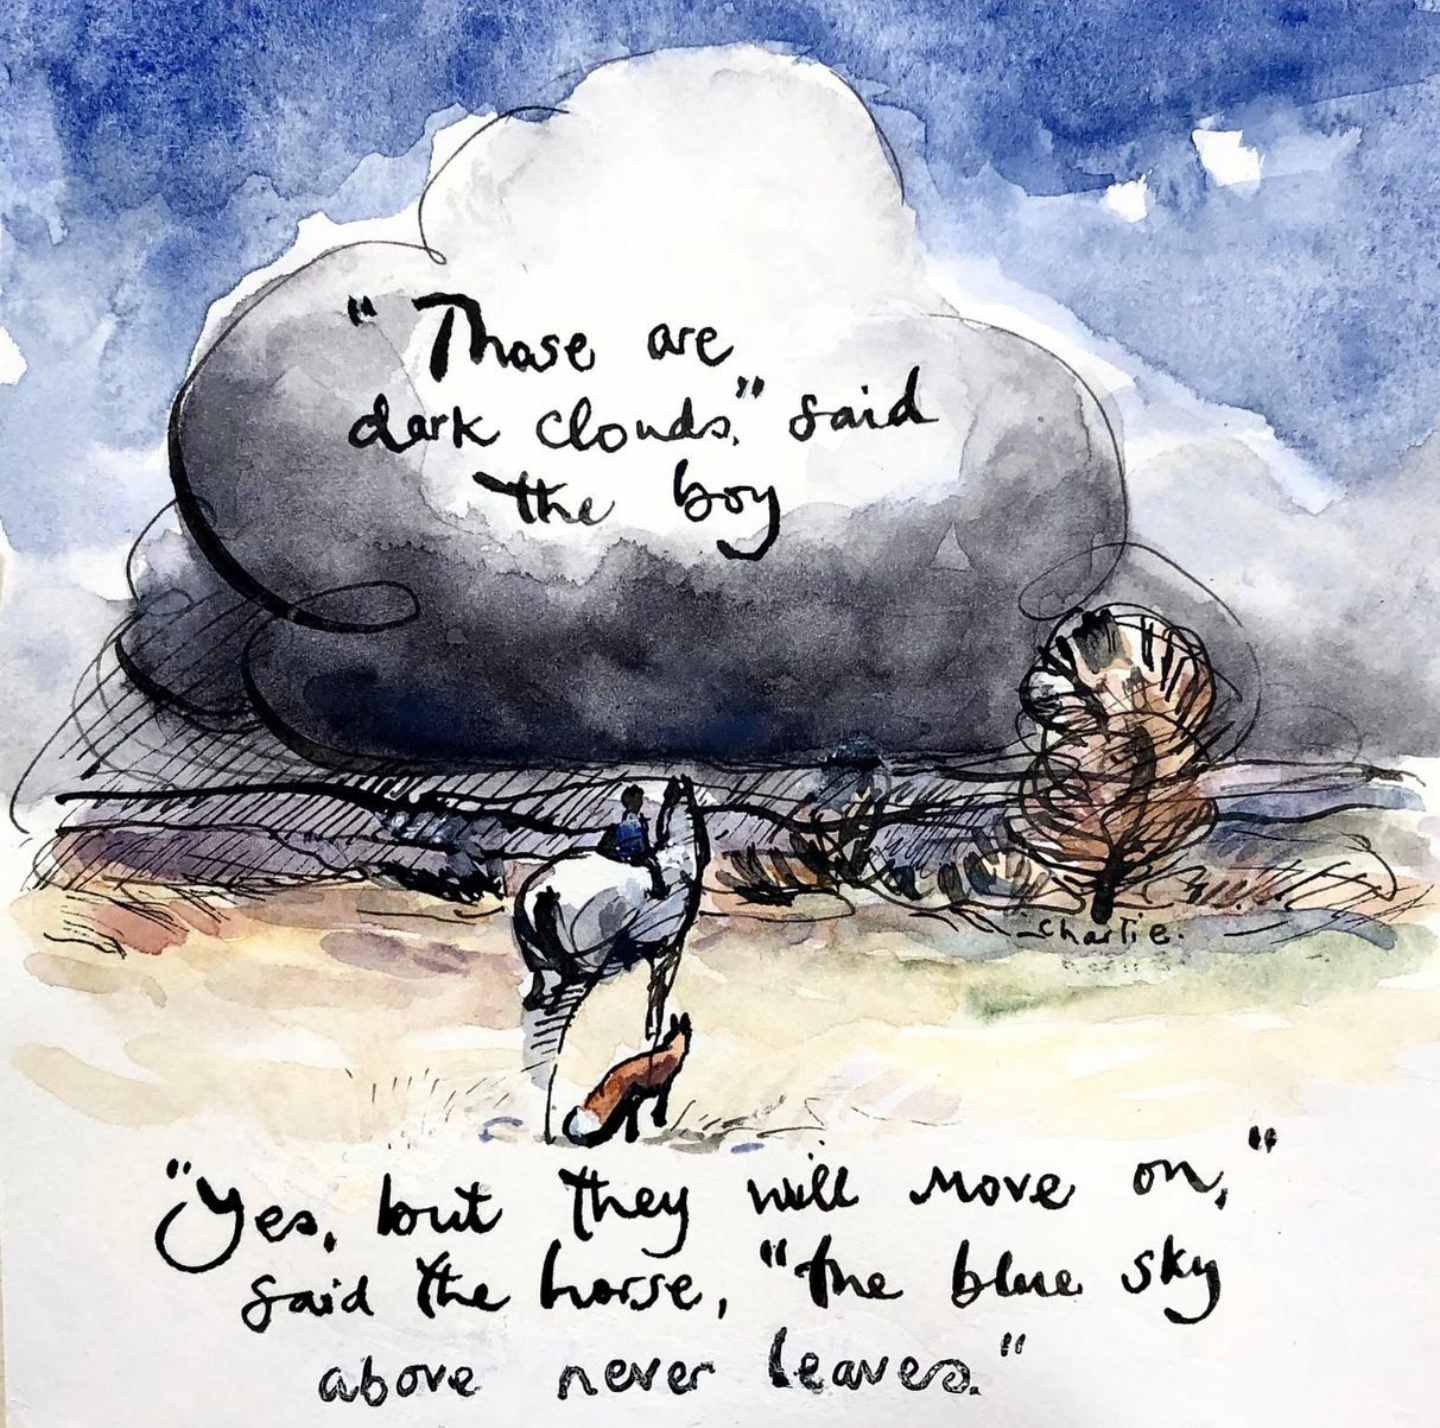 "Those are
dark clouds," said
the boy
Charlie.
"Yes, but they will move on,"
said the horse, "the blue sky
above never leaves."